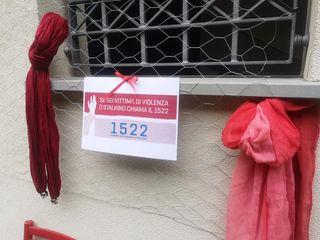 SE SEI VITTIMA DI VIOLENZA
O STALKING CHIAMA IL 1522
1522